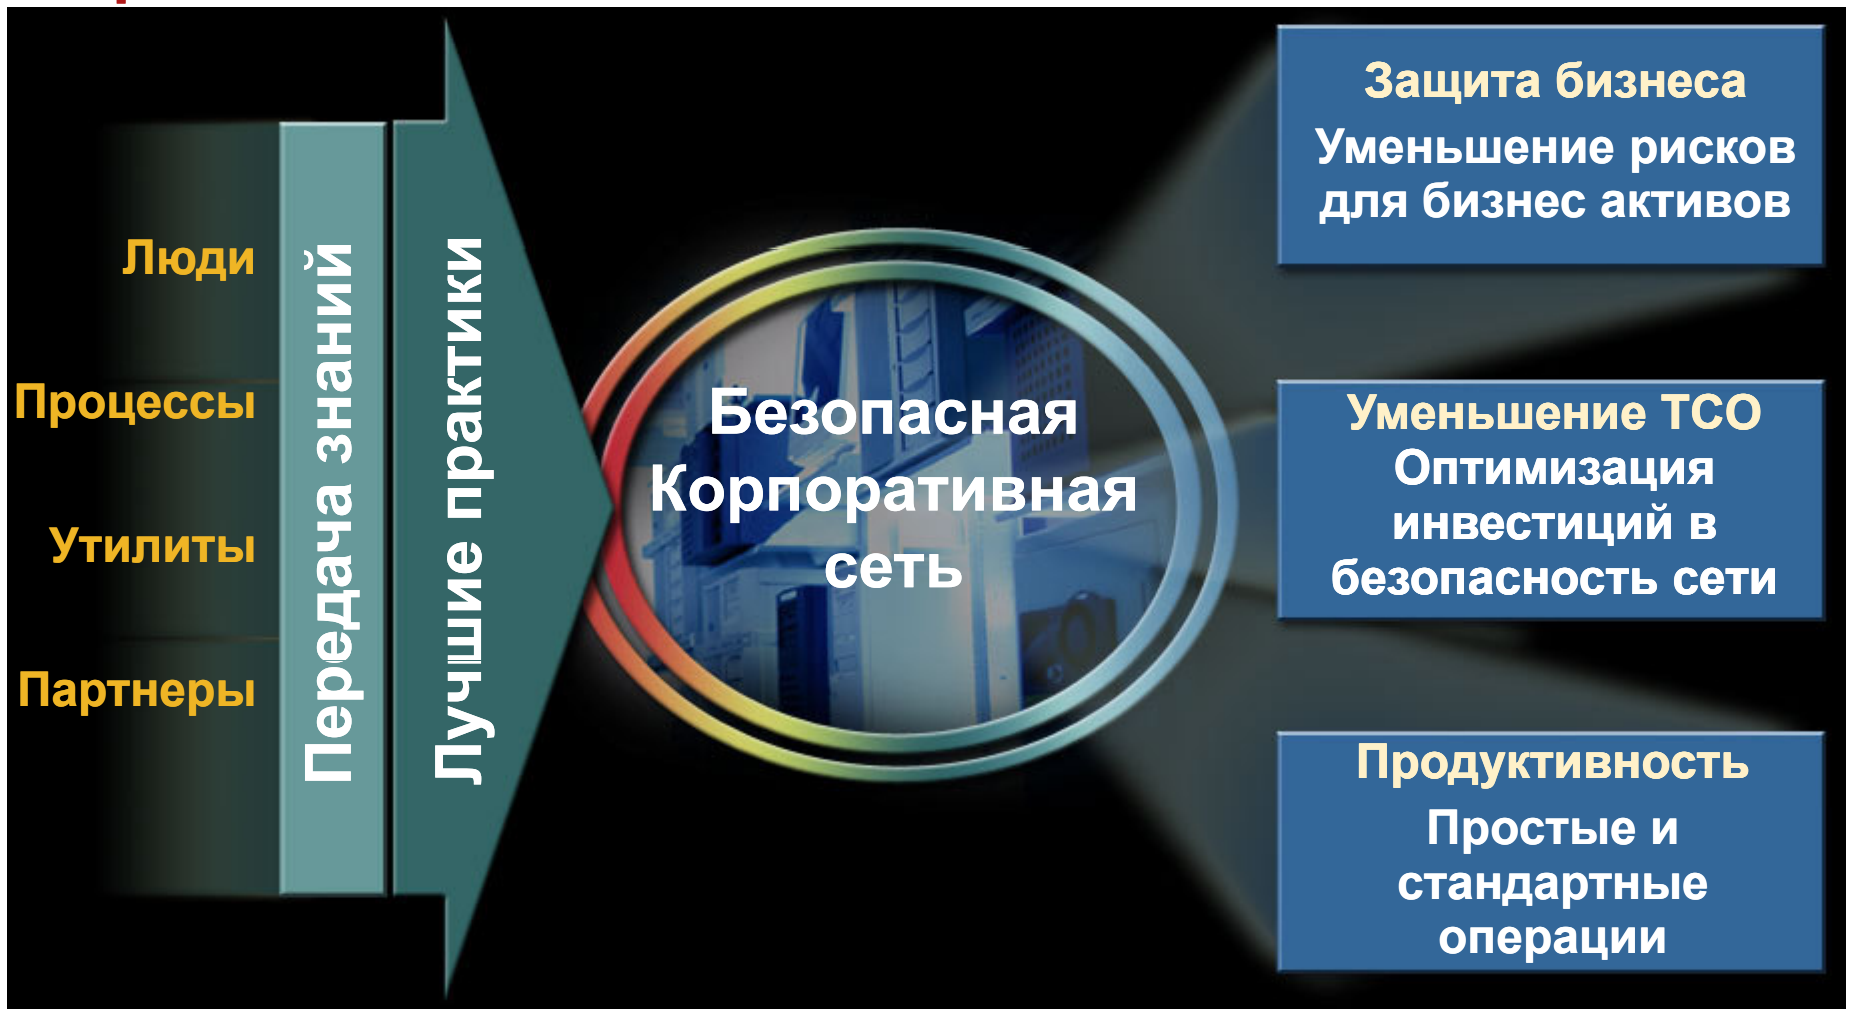 Люди
Процессы
Утилиты
Партнеры
Передача знаний
Лучшие практики
Безопасная
Корпоративная
сеть
Защита бизнеса
Уменьшение рисков
для бизнес активов
Уменьшение ТСО
Оптимизация
инвестиций в
безопасность сети
Продуктивность
Простые и
стандартные
операции